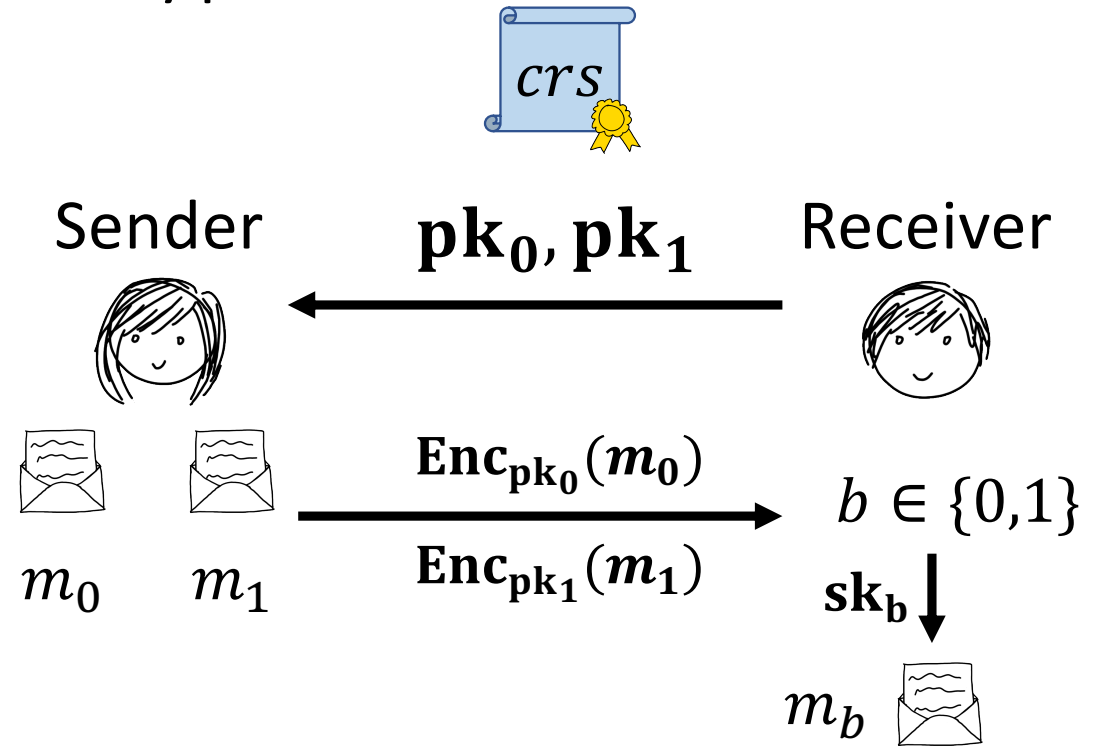 crs
Sender
pk₀, pk₁
Receiver
Enc_pk₀(m₀)
b ∈ {0,1}
Enc_pk₁(m₁)
m₀
m₁
sk_b
m_b